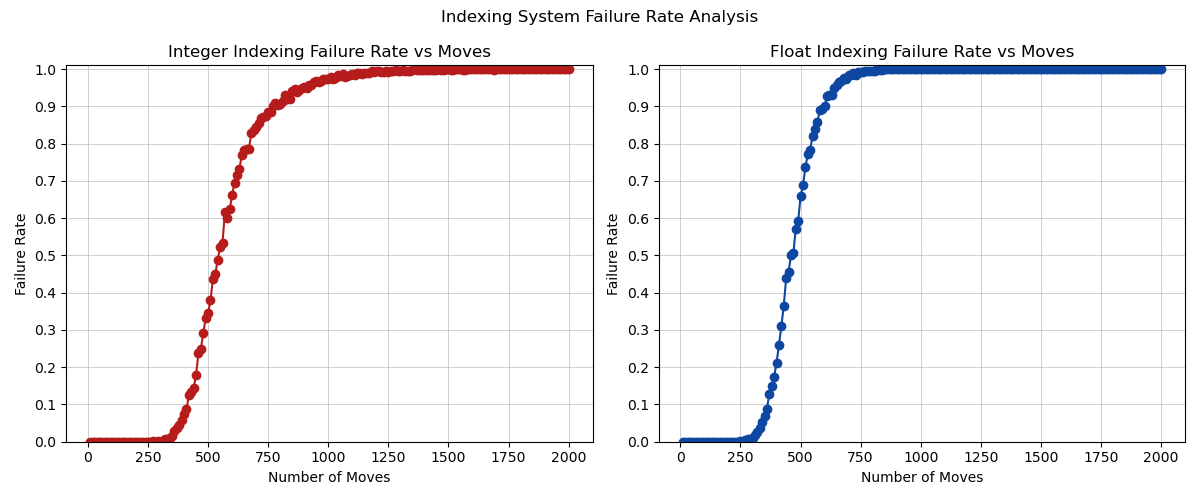 Indexing System Failure Rate Analysis
Integer Indexing Failure Rate vs Moves
1.0
0.9
0.8
0.7
0.6
0.5
0.4
0.3
0.2
0.1
0.0
Failure Rate
0 250 500 750 1000 1250 1500 1750 2000
Number of Moves
Float Indexing Failure Rate vs Moves
1.0
0.9
0.8
0.7
0.6
0.5
0.4
0.3
0.2
0.1
0.0
Failure Rate
0 250 500 750 1000 1250 1500 1750 2000
Number of Moves